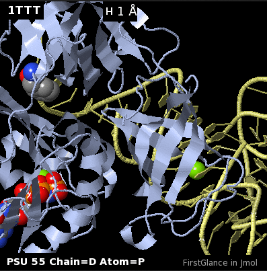 1TTT
H 1 Å
PSU 55 Chain=D Atom=P
FirstGlance in Jmol